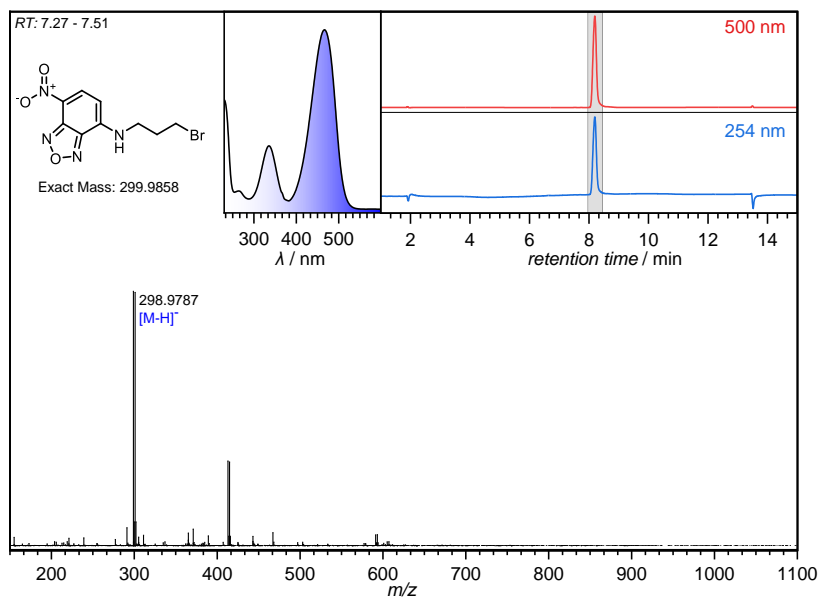 RT: 7.27 - 7.51
500 nm
254 nm
O
-O N+
N O N
N
H
Br
Exact Mass: 299.9858
300 400 500
λ / nm
2 4 6 8 10 12 14
retention time / min
298.9787
[M-H]-
200 300 400 500 600 700 800 900 1000 1100
m/z